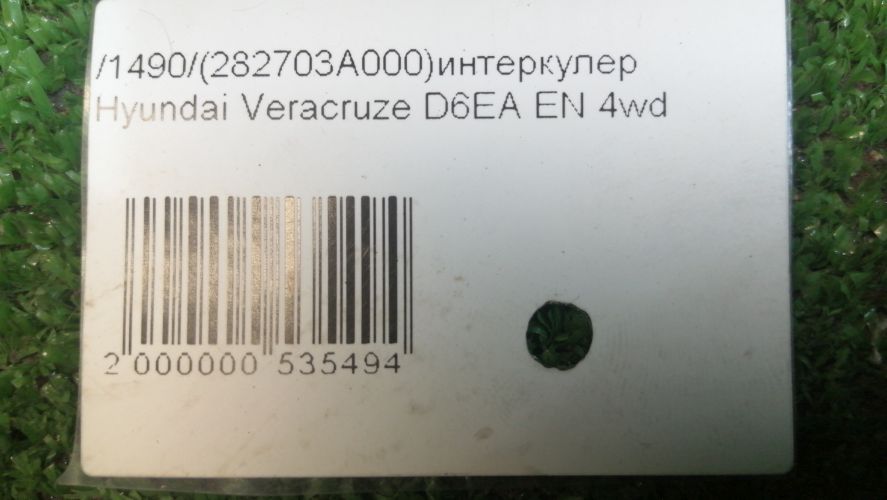 /1490/(282703A000)интеркулер
Hyundai Veracruze D6EA EN 4wd
2 000000 535494